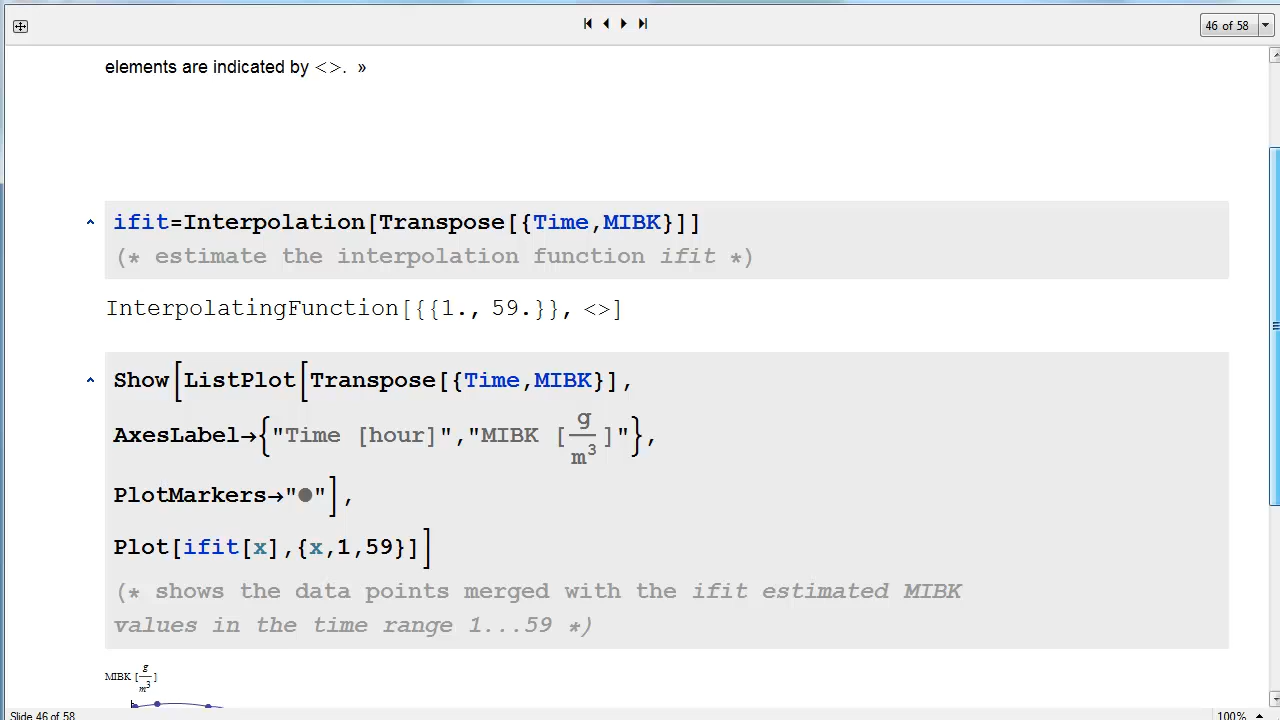 46 of 58
elements are indicated by <>. »
ifit=Interpolation[Transpose[{Time,MIBK}]]
(* estimate the interpolation function ifit *)
InterpolatingFunction[{{1., 59.}}, <>]
Show[ListPlot[Transpose[{Time,MIBK}],
AxesLabel→{"Time [hour]","MIBK [g/m³]"},
PlotMarkers→"●"],
Plot[ifit[x],{x,1,59}]]
(* shows the data points merged with the ifit estimated MIBK
values in the time range 1...59 *)
MIBK [g/m³]
Slide 46 of 58
100%